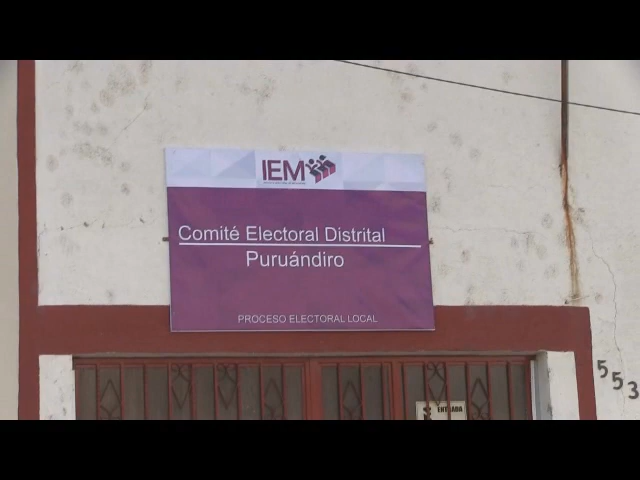 IEM
Comité Electoral Distrital
Puruándiro
PROCESO ELECTORAL LOCAL
553
ENTRADA